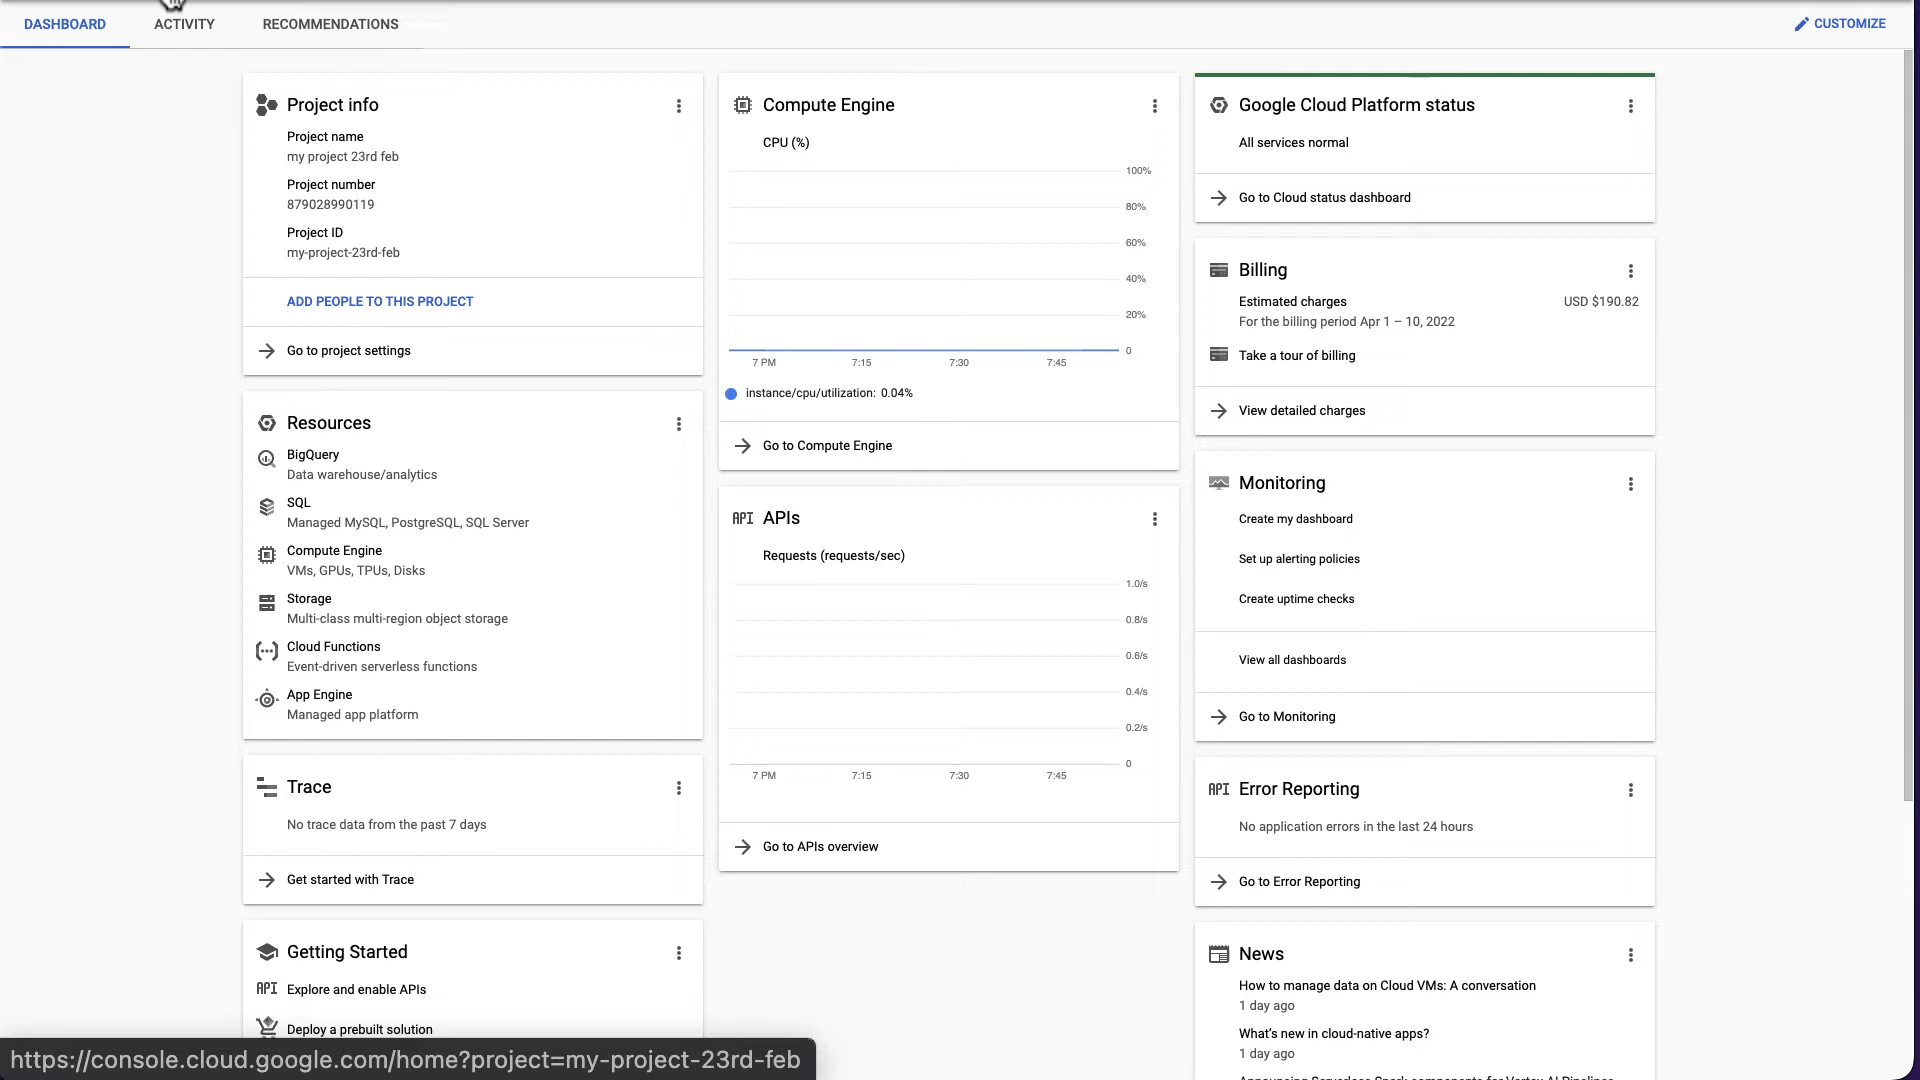 DASHBOARD
ACTIVITY
RECOMMENDATIONS
CUSTOMIZE
Project info
Project name
my project 23rd feb
Project number
879028990119
Project ID
my-project-23rd-feb
ADD PEOPLE TO THIS PROJECT
Go to project settings
Resources
BigQuery
Data warehouse/analytics
SQL
Managed MySQL, PostgreSQL, SQL Server
Compute Engine
VMs, GPUs, TPUs, Disks
Storage
Multi-class multi-region object storage
Cloud Functions
Event-driven serverless functions
App Engine
Managed app platform
Trace
No trace data from the past 7 days
Get started with Trace
Getting Started
API Explore and enable APIs
Deploy a prebuilt solution
Compute Engine
CPU (%)
100%
80%
60%
40%
20%
0
7 PM 7:15 7:30 7:45
instance/cpu/utilization: 0.04%
Go to Compute Engine
API APIs
Requests (requests/sec)
1.0/s
0.8/s
0.6/s
0.4/s
0.2/s
0
7 PM 7:15 7:30 7:45
Go to APIs overview
Google Cloud Platform status
All services normal
Go to Cloud status dashboard
Billing
Estimated charges USD $190.82
For the billing period Apr 1 – 10, 2022
Take a tour of billing
View detailed charges
Monitoring
Create my dashboard
Set up alerting policies
Create uptime checks
View all dashboards
Go to Monitoring
API Error Reporting
No application errors in the last 24 hours
Go to Error Reporting
News
How to manage data on Cloud VMs: A conversation
1 day ago
What's new in cloud-native apps?
1 day ago
Announcing Serverless Spark components for Vertex AI Pipelines
https://console.cloud.google.com/home?project=my-project-23rd-feb